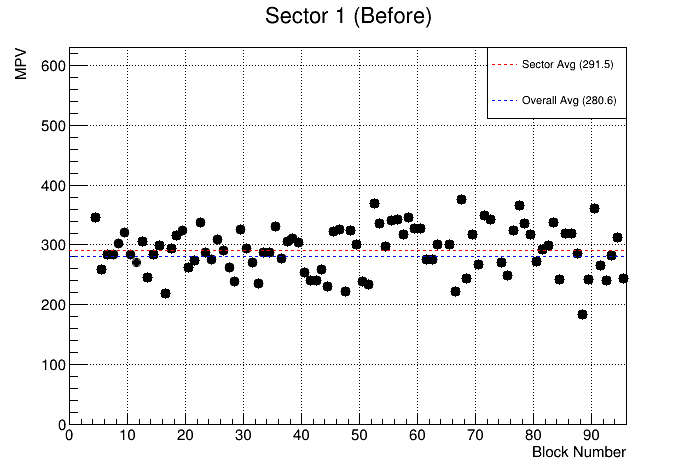 Sector 1 (Before)
MPV
600
500
400
300
200
100
0
Sector Avg (291.5)
Overall Avg (280.6)
0 10 20 30 40 50 60 70 80 90
Block Number